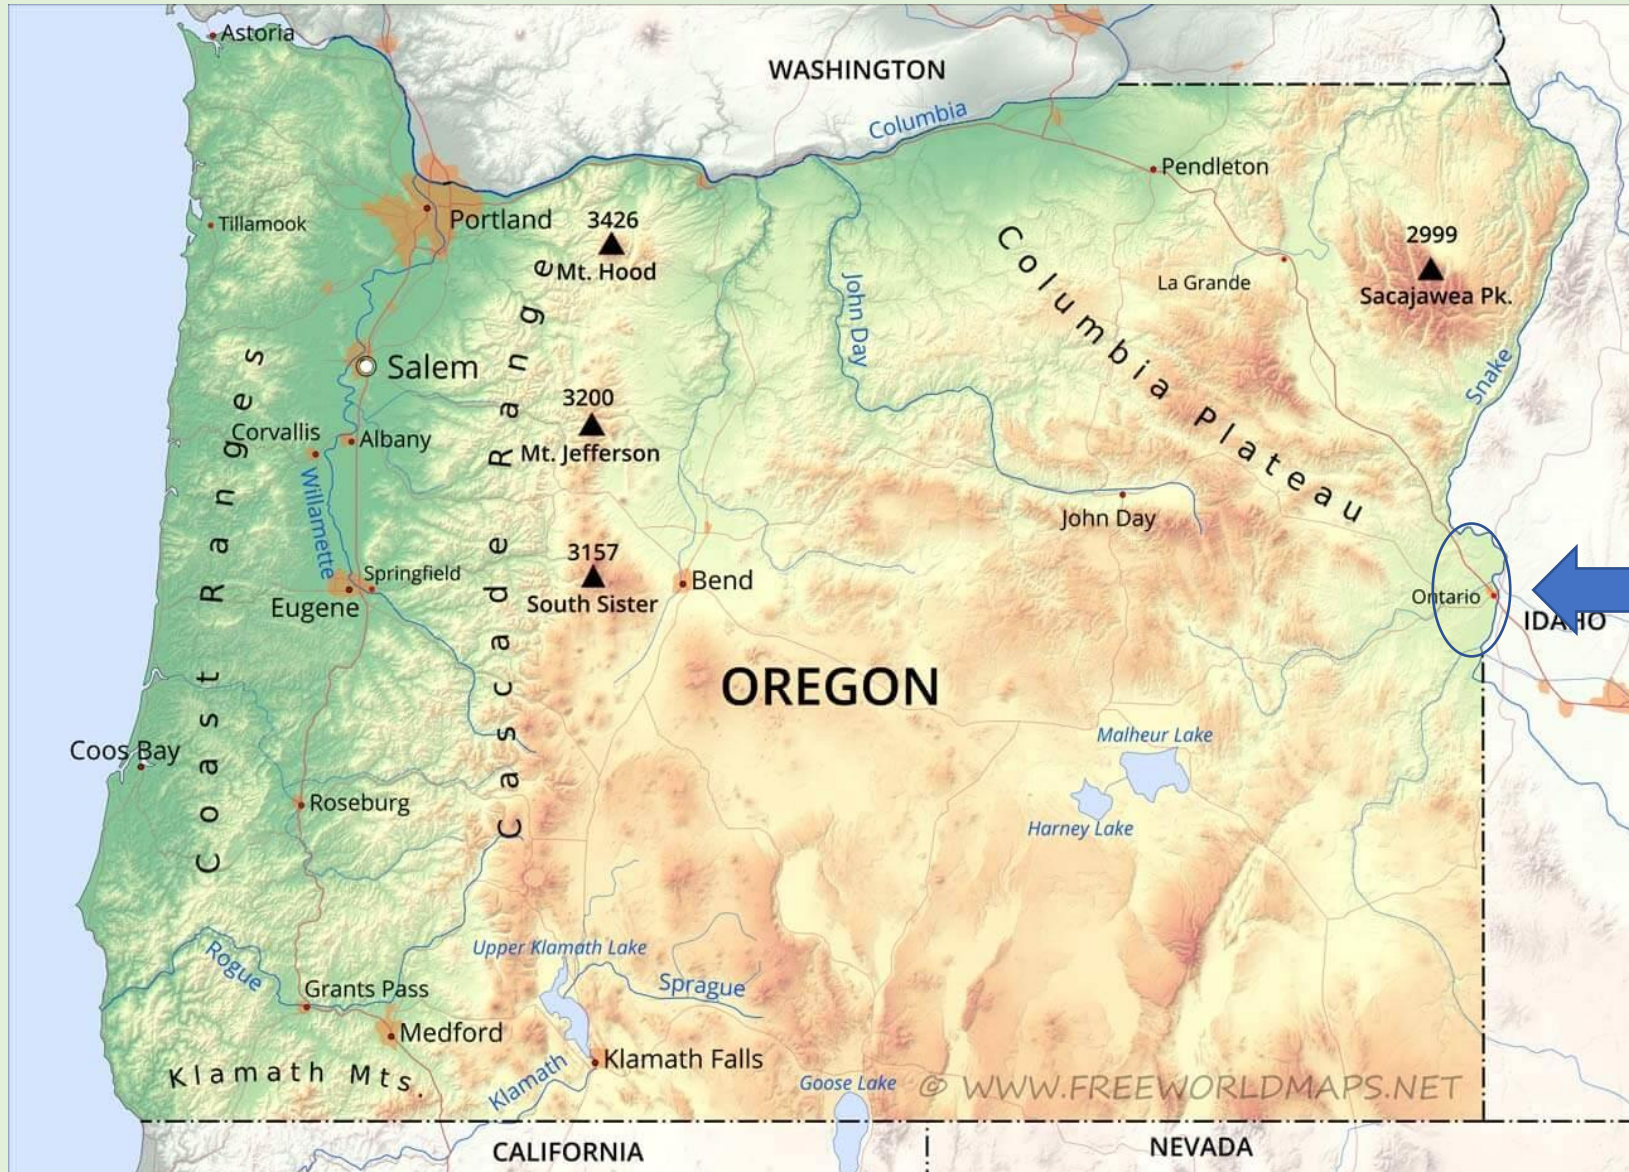 Astoria
WASHINGTON
Columbia
Pendleton
Portland
Tillamook
3426
Mt. Hood
2999
Sacajawea Pk.
La Grande
John Day
Columbia Plateau
Snake
Salem
Coast Ranges
Cascade Range
3200
Mt. Jefferson
Corvallis
Albany
Willamette
John Day
3157
South Sister
Springfield
Eugene
Bend
Ontario
IDAHO
OREGON
Coos Bay
Malheur Lake
Harney Lake
Roseburg
Rogue
Upper Klamath Lake
Sprague
Grants Pass
Medford
Klamath Mts.
Klamath
Klamath Falls
Goose Lake
© WWW.FREEWORLDMAPS.NET
CALIFORNIA
NEVADA